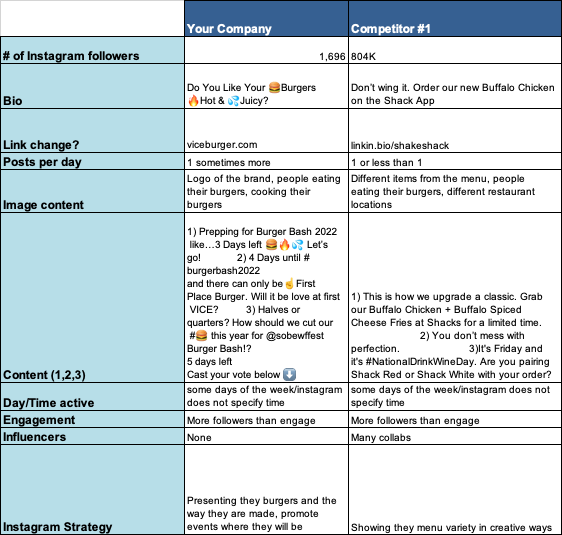 Your Company
Competitor #1
# of Instagram followers
1,696
804K
Bio
Do You Like Your 🍔Burgers
🔥Hot & 💦Juicy?
Don't wing it. Order our new Buffalo Chicken
on the Shack App
Link change?
viceburger.com
linkin.bio/shakeshack
Posts per day
1 sometimes more
1 or less than 1
Image content
Logo of the brand, people eating
their burgers, cooking their
burgers
Different items from the menu, people
eating their burgers, different restaurant
locations
Content (1,2,3)
1) Prepping for Burger Bash 2022
like…3 Days left 🍔🔥💦 Let's
go! 2) 4 Days until #
burgerbash2022
and there can only be☝️First
Place Burger. Will it be love at first
VICE? 3) Halves or
quarters? How should we cut our
#🍔 this year for @sobewffest
Burger Bash!?
5 days left
Cast your vote below ⬇️
1) This is how we upgrade a classic. Grab
our Buffalo Chicken + Buffalo Spiced
Cheese Fries at Shacks for a limited time.
2) You don't mess with
perfection. 3)It's Friday and
it's #NationalDrinkWineDay. Are you pairing
Shack Red or Shack White with your order?
Day/Time active
some days of the week/instagram
does not specify time
some days of the week/instagram does not
specify time
Engagement
More followers than engage
More followers than engage
Influencers
None
Many collabs
Instagram Strategy
Presenting they burgers and the
way they are made, promote
events where they will be
Showing they menu variety in creative ways